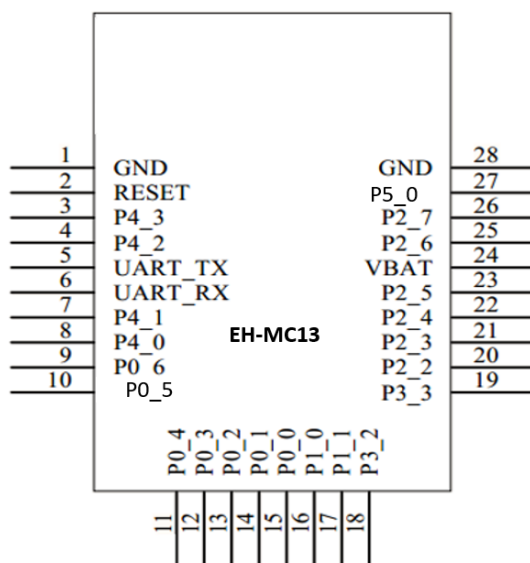 1 GND GND 28
2 RESET P5_0 27
3 P4_3 P2_7 26
4 P4_2 P2_6 25
5 UART_TX VBAT 24
6 UART_RX P2_5 23
7 P4_1 P2_4 22
8 P4_0 EH-MC13 P2_3 21
9 P0_6 P2_2 20
10 P0_5 P3_3 19
P0_4 P0_3 P0_2 P0_1 P0_0 P1_0 P1_1 P3_2
11 12 13 14 15 16 17 18